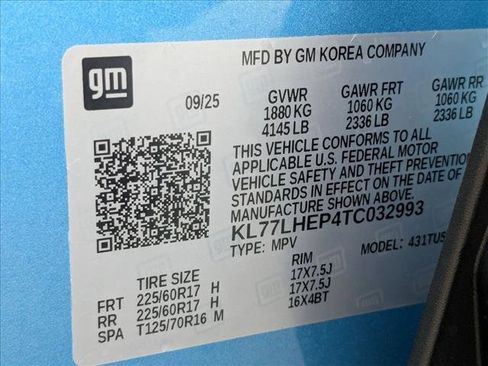 gm
MFD BY GM KOREA COMPANY
09/25 GVWR GAWR FRT GAWR RR
1880 KG 1060 KG 1060 KG
4145 LB 2336 LB 2336 LB
THIS VEHICLE CONFORMS TO ALL
APPLICABLE U.S. FEDERAL MOTOR
VEHICLE SAFETY AND THEFT PREVENTION
STANDARDS IN EFFECT ON THE DATE OF
MANUFACTURE SHOWN ABOVE.
KL77LHEP4TC032993
TYPE: MPV MODEL: 431TUS
TIRE SIZE RIM
FRT 225/60R17 H 17X7.5J
RR 225/60R17 H 17X7.5J
SPA T125/70R16 M 16X4BT